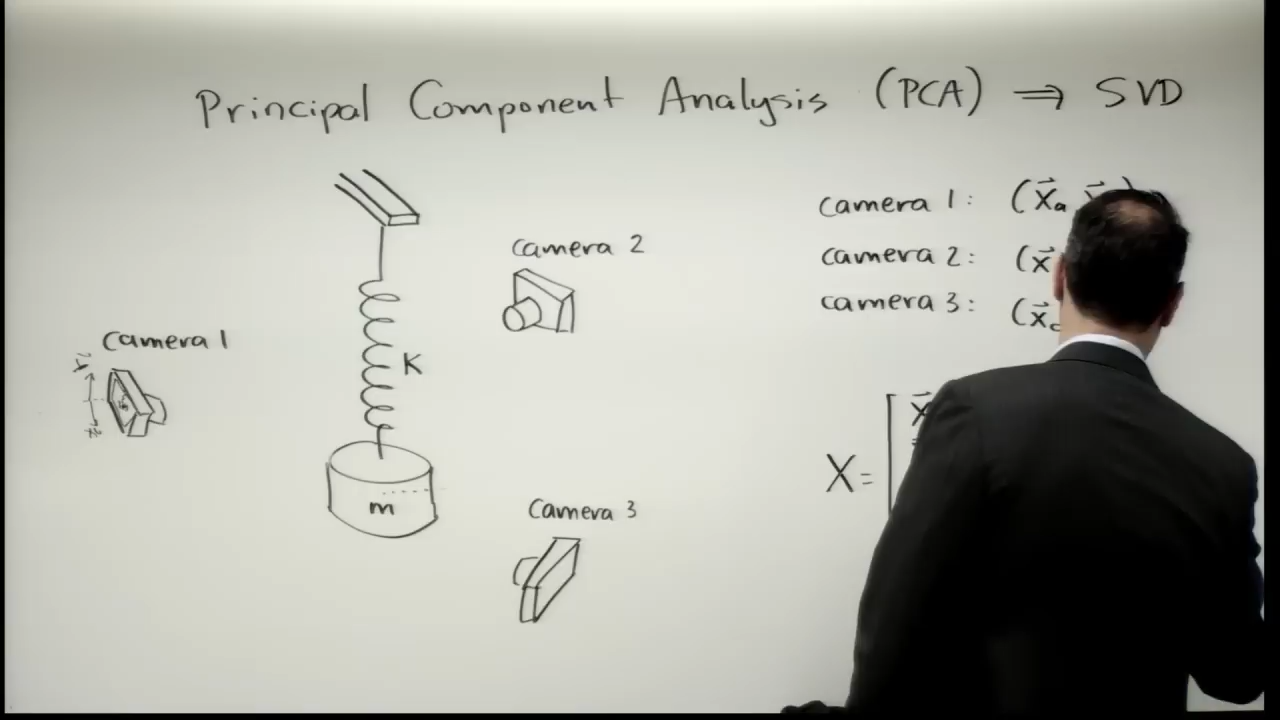 Principal Component Analysis (PCA) ⇒ SVD
camera 1: (x⃗a
camera 2: (x⃗
camera 3: (x⃗c
camera 2
camera 1
K
m
camera 3
X = [ x⃗